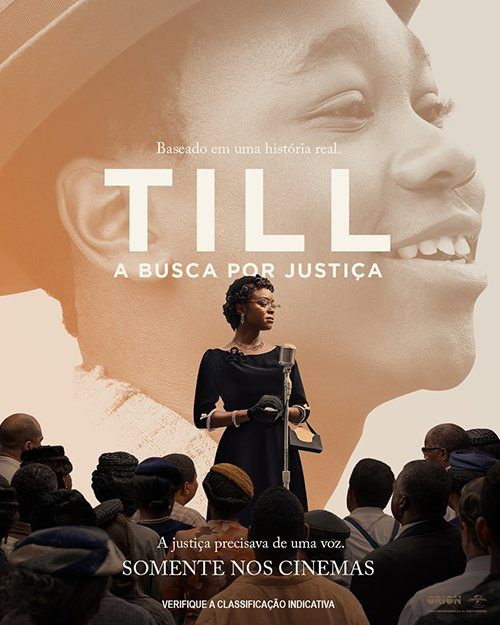 Baseado em uma história real.
TILL
A BUSCA POR JUSTIÇA
A justiça precisava de uma voz.
SOMENTE NOS CINEMAS
ORION
VERIFIQUE A CLASSIFICAÇÃO INDICATIVA